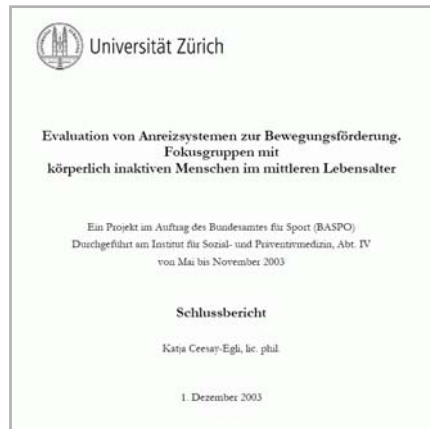 Universität Zürich
Evaluation von Anreizsystemen zur Bewegungsförderung.
Fokusgruppen mit
körperlich inaktiven Menschen im mittleren Lebensalter
Ein Projekt im Auftrag des Bundesamtes für Sport (BASPO)
Durchgeführt am Institut für Sozial- und Präventivmedizin, Abt. IV
von Mai bis November 2003
Schlussbericht
Katja Ceesay-Egli, lic. phil.
1. Dezember 2003